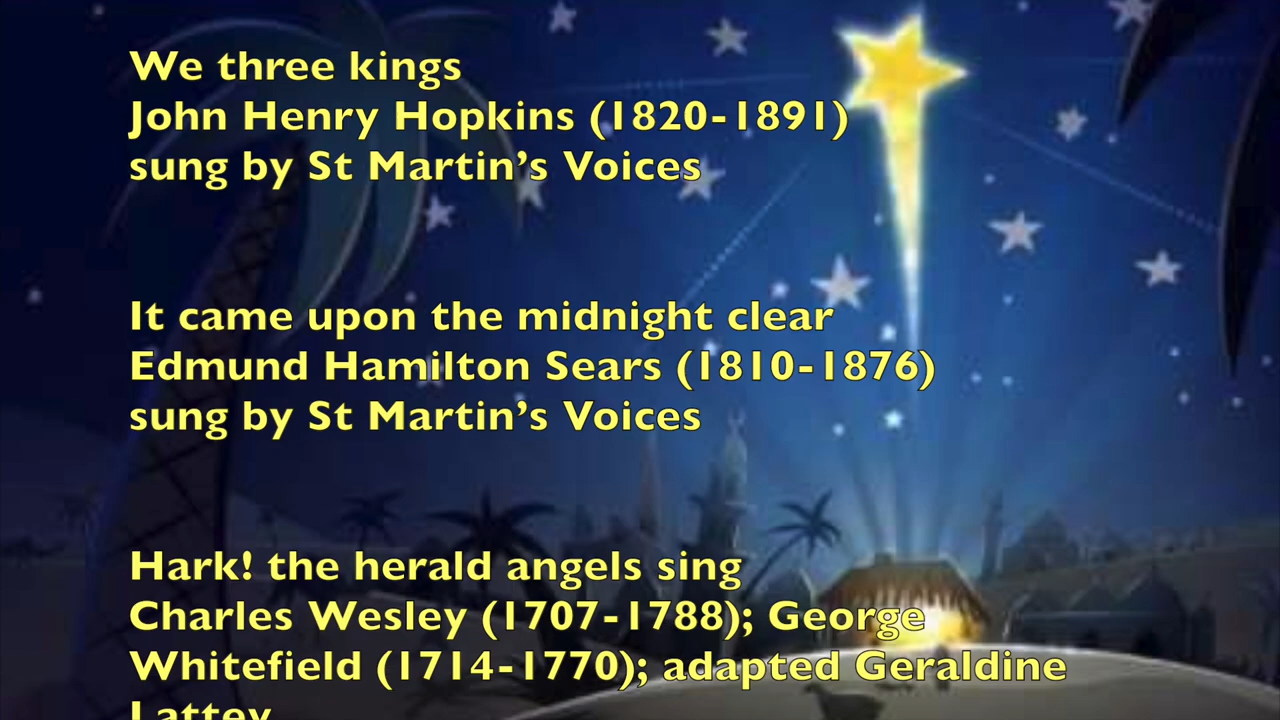 We three kings
John Henry Hopkins (1820-1891)
sung by St Martin’s Voices
It came upon the midnight clear
Edmund Hamilton Sears (1810-1876)
sung by St Martin’s Voices
Hark! the herald angels sing
Charles Wesley (1707-1788); George
Whitefield (1714-1770); adapted Geraldine
Lattey